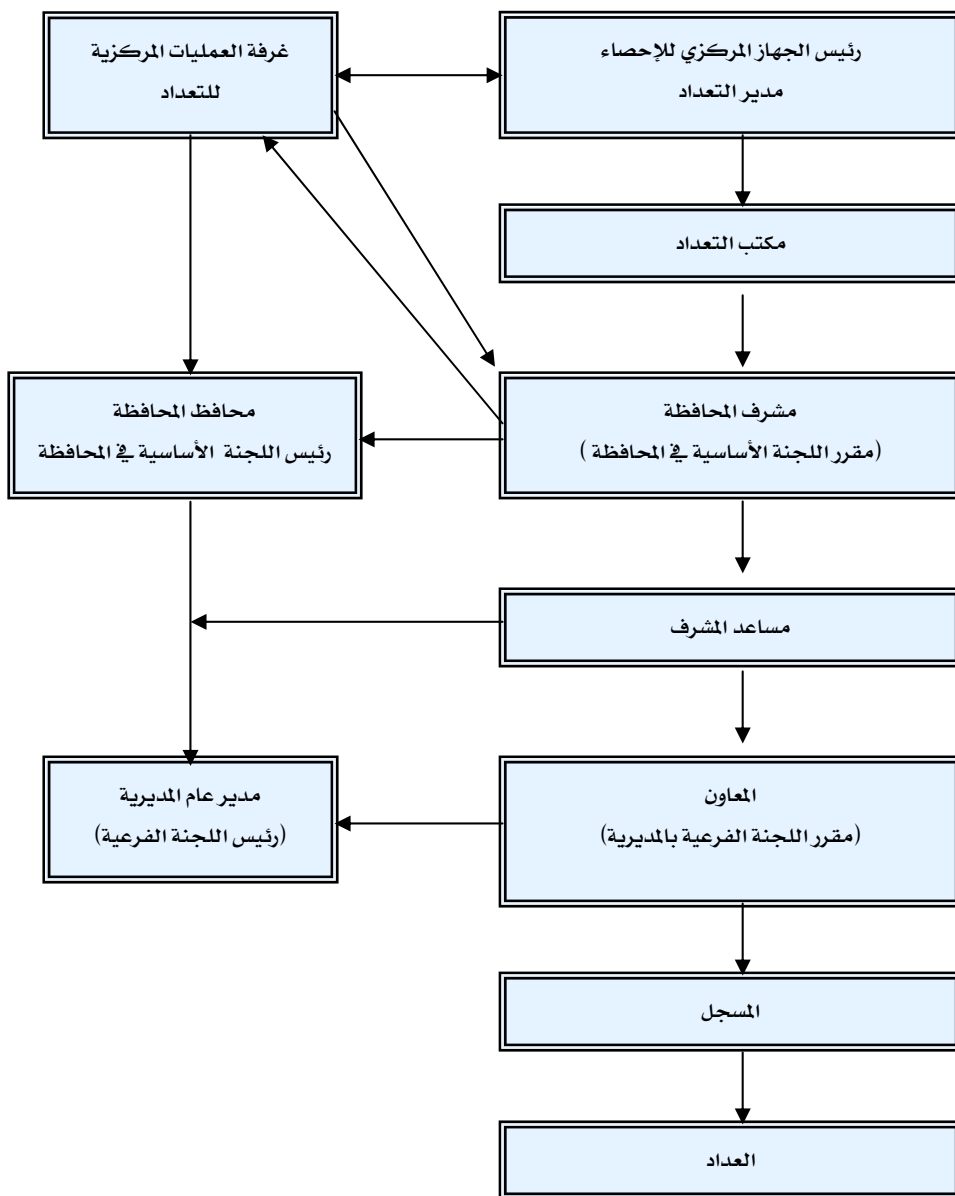 رئيس الجهاز المركزي للإحصاء
مدير التعداد
غرفة العمليات المركزية
للتعداد
مكتب التعداد
مشرف المحافظة
(مقرر اللجنة الأساسية في المحافظة )
محافظ المحافظة
رئيس اللجنة الأساسية في المحافظة
مساعد المشرف
المعاون
(مقرر اللجنة الفرعية بالمديرية)
مدير عام المديرية
(رئيس اللجنة الفرعية)
المسجل
العداد